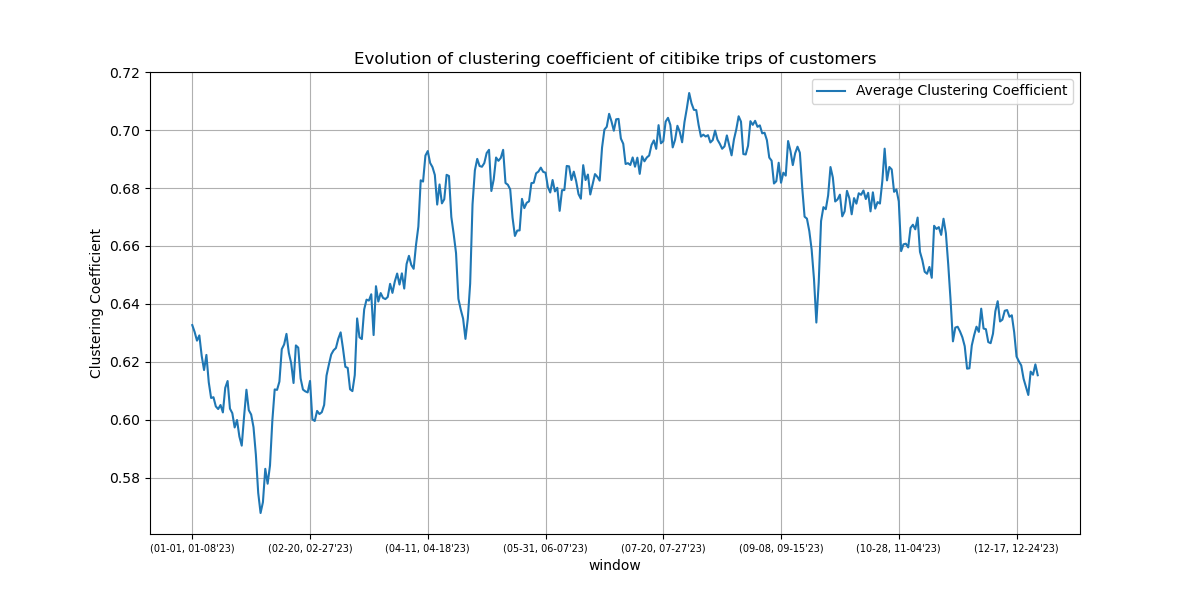 Evolution of clustering coefficient of citibike trips of customers
Average Clustering Coefficient
Clustering Coefficient
0.72
0.70
0.68
0.66
0.64
0.62
0.60
0.58
(01-01, 01-08'23) (02-20, 02-27'23) (04-11, 04-18'23) (05-31, 06-07'23) (07-20, 07-27'23) (09-08, 09-15'23) (10-28, 11-04'23) (12-17, 12-24'23)
window